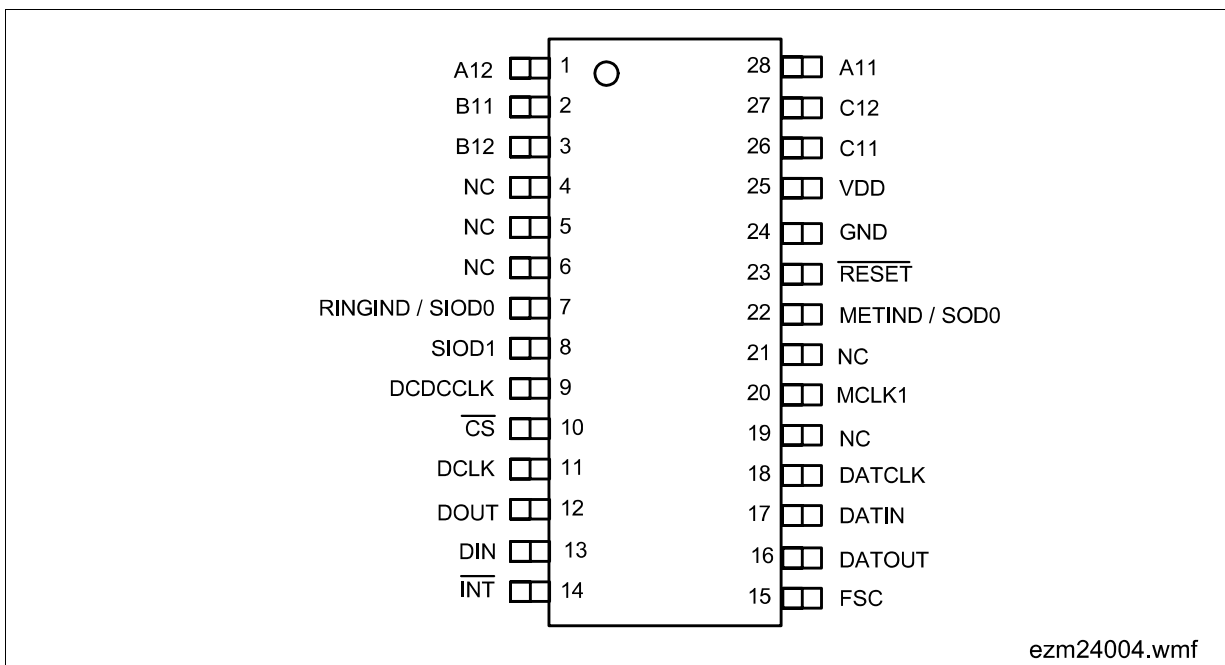 A12 1 28 A11
B11 2 27 C12
B12 3 26 C11
NC 4 25 VDD
NC 5 24 GND
NC 6 23 RESET
RINGIND / SIOD0 7 22 METIND / SOD0
SIOD1 8 21 NC
DCDCCLK 9 20 MCLK1
CS 10 19 NC
DCLK 11 18 DATCLK
DOUT 12 17 DATIN
DIN 13 16 DATOUT
INT 14 15 FSC
ezm24004.wmf